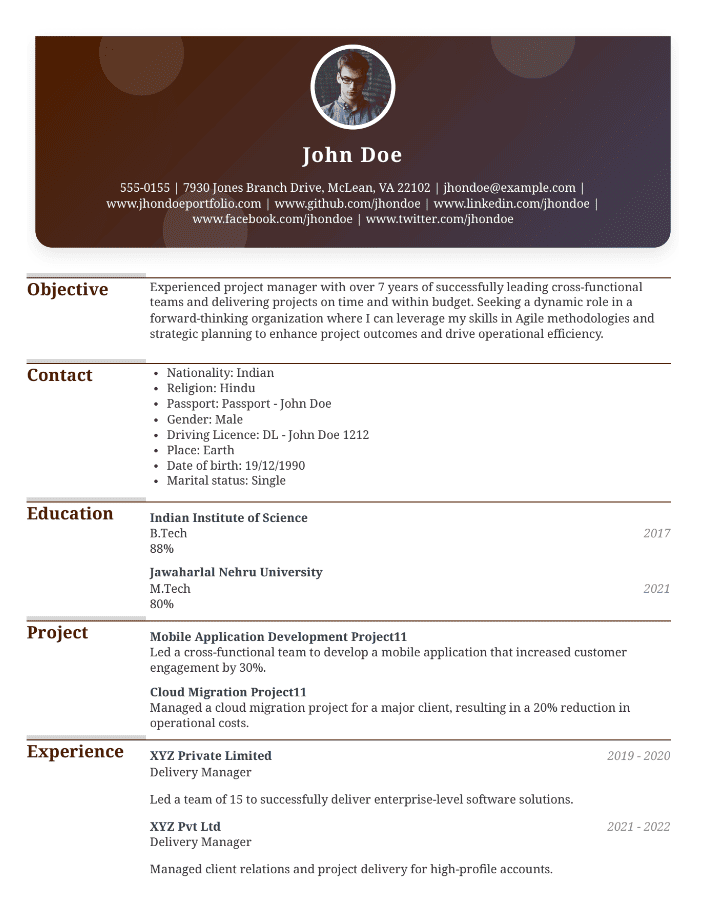 John Doe
555-0155 | 7930 Jones Branch Drive, McLean, VA 22102 | jhondoe@example.com |
www.jhondoeportfolio.com | www.github.com/jhondoe | www.linkedin.com/jhondoe |
www.facebook.com/jhondoe | www.twitter.com/jhondoe
Objective
Experienced project manager with over 7 years of successfully leading cross-functional
teams and delivering projects on time and within budget. Seeking a dynamic role in a
forward-thinking organization where I can leverage my skills in Agile methodologies and
strategic planning to enhance project outcomes and drive operational efficiency.
Contact
• Nationality: Indian
• Religion: Hindu
• Passport: Passport - John Doe
• Gender: Male
• Driving Licence: DL - John Doe 1212
• Place: Earth
• Date of birth: 19/12/1990
• Marital status: Single
Education
Indian Institute of Science
B.Tech 2017
88%
Jawaharlal Nehru University
M.Tech 2021
80%
Project
Mobile Application Development Project11
Led a cross-functional team to develop a mobile application that increased customer
engagement by 30%.
Cloud Migration Project11
Managed a cloud migration project for a major client, resulting in a 20% reduction in
operational costs.
Experience
XYZ Private Limited 2019 - 2020
Delivery Manager
Led a team of 15 to successfully deliver enterprise-level software solutions.
XYZ Pvt Ltd 2021 - 2022
Delivery Manager
Managed client relations and project delivery for high-profile accounts.